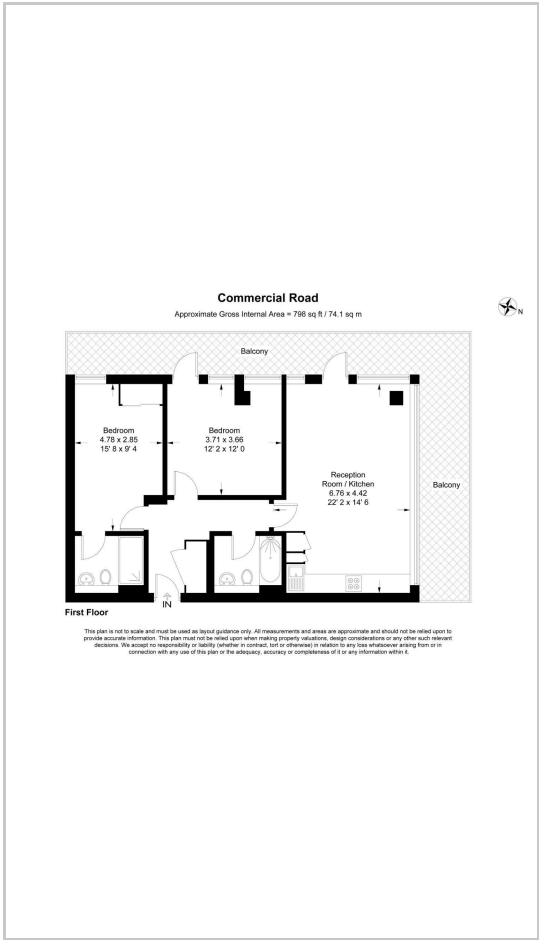 Commercial Road
Approximate Gross Internal Area = 798 sq ft / 74.1 sq m
N
Balcony
Bedroom
4.78 x 2.85
15' 8 x 9' 4
Bedroom
3.71 x 3.66
12' 2 x 12' 0
Reception
Room / Kitchen
6.76 x 4.42
22' 2 x 14' 6
Balcony
IN
First Floor
This plan is not to scale and must be used as layout guidance only. All measurements and areas are approximate and should not be relied upon to
provide accurate information. This plan must not be relied upon when making property valuations, design considerations or any other such relevant
decisions. We accept no responsibility or liability (whether in contract, tort or otherwise) in relation to any loss whatsoever arising from or in
connection with any use of this plan or the adequacy, accuracy or completeness of it or any information within it.